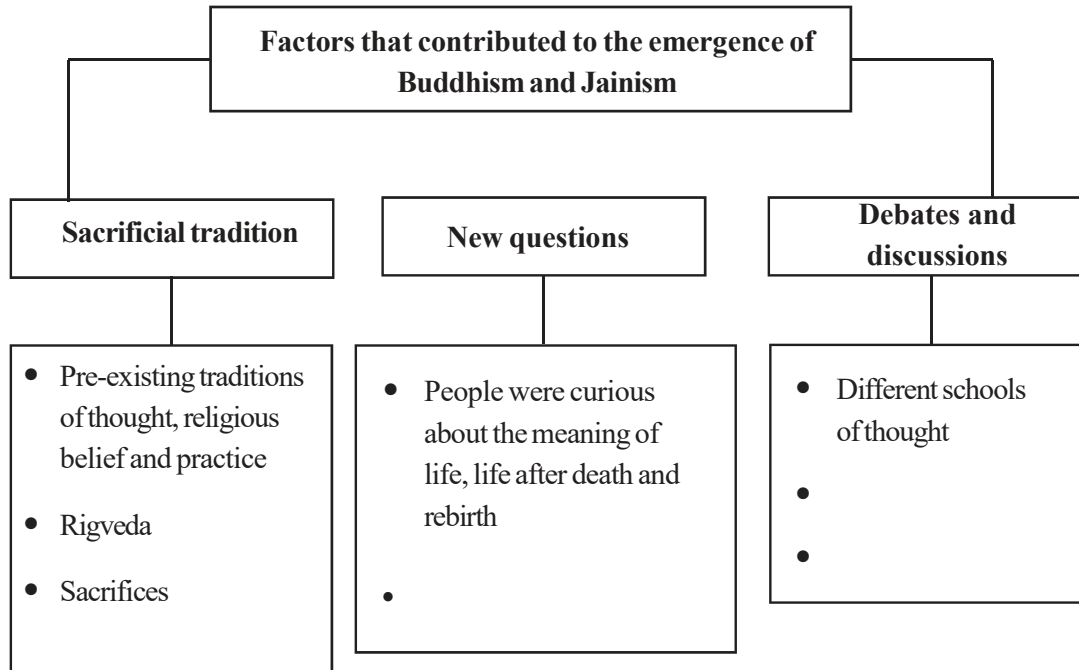 Factors that contributed to the emergence of
Buddhism and Jainism
Sacrificial tradition
New questions
Debates and
discussions
• Pre-existing traditions
of thought, religious
belief and practice
• Rigveda
• Sacrifices
• People were curious
about the meaning of
life, life after death and
rebirth
•
• Different schools
of thought
•
•